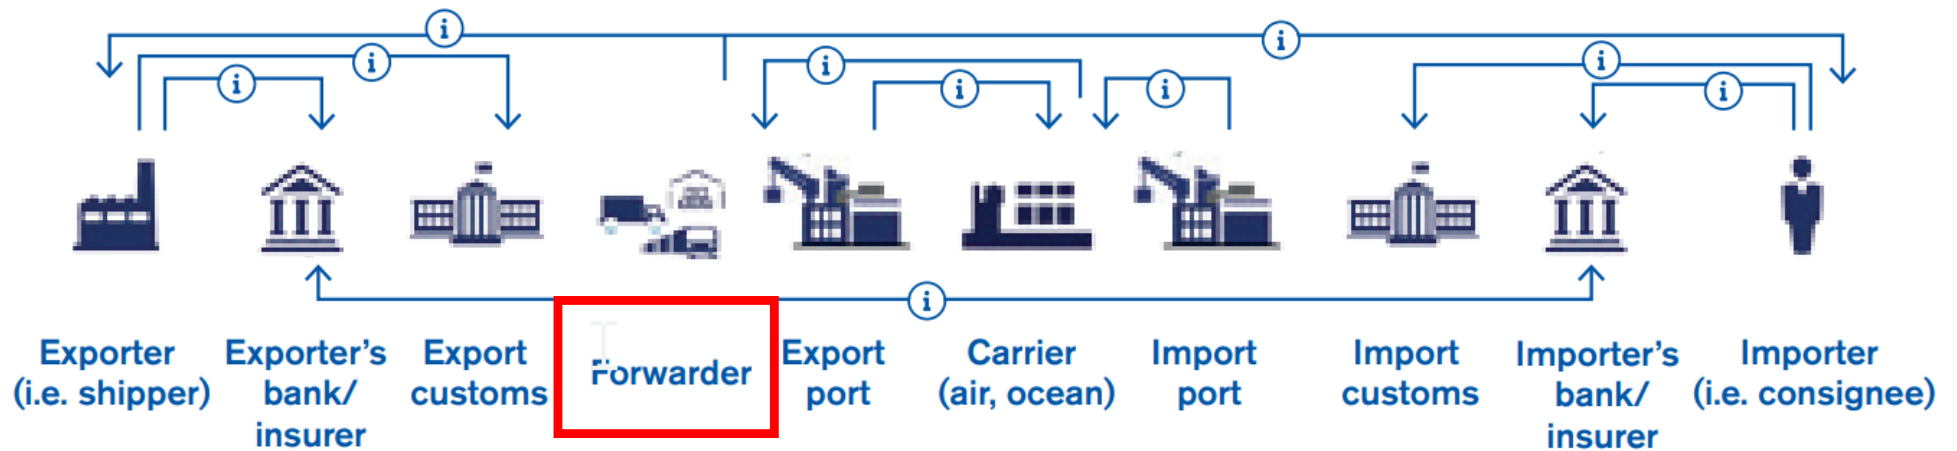 i
i
i
i
i
i
i
i
i
i
Exporter
(i.e. shipper)
Exporter's
bank/
insurer
Export
customs
Forwarder
Export
port
Carrier
(air, ocean)
Import
port
Import
customs
Importer's
bank/
insurer
Importer
(i.e. consignee)